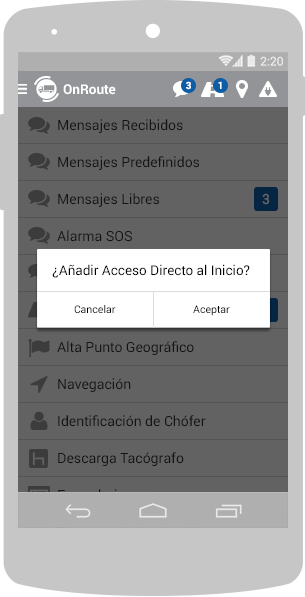 2:20
OnRoute
3
1
Mensajes Recibidos
Mensajes Predefinidos
Mensajes Libres
3
Alarma SOS
¿Añadir Acceso Directo al Inicio?
Cancelar
Aceptar
Alta Punto Geográfico
Navegación
Identificación de Chófer
Descarga Tacógrafo